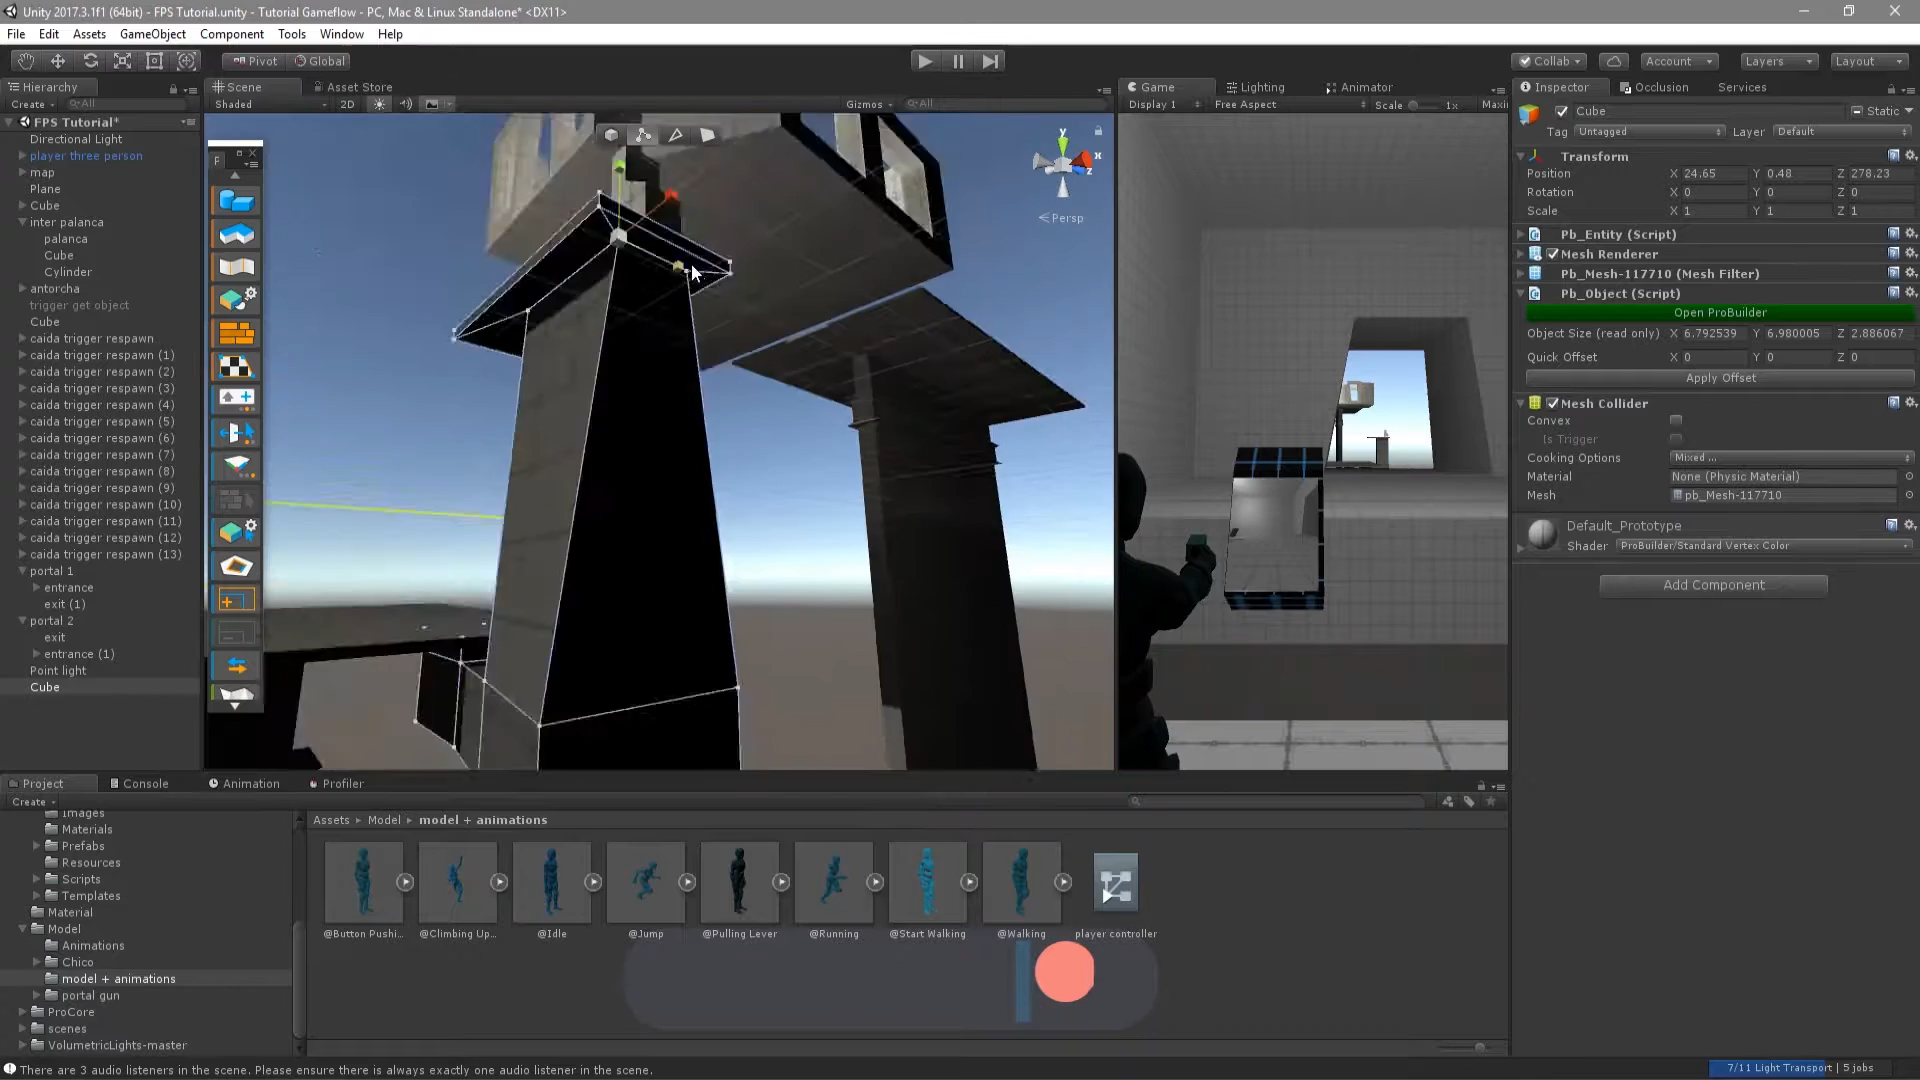 Unity 2017.3.1f1 (64bit) - FPS Tutorial.unity - Tutorial Gameflow - PC, Mac & Linux Standalone* <DX11>
File Edit Assets GameObject Component Tools Window Help
Pivot Global Collab Account Layers Layout
Hierarchy
Create All
FPS Tutorial*
Directional Light
player three person
map
Plane
Cube
inter palanca
palanca
Cube
Cylinder
antorcha
trigger get object
Cube
caida trigger respawn
caida trigger respawn (1)
caida trigger respawn (2)
caida trigger respawn (3)
caida trigger respawn (4)
caida trigger respawn (5)
caida trigger respawn (6)
caida trigger respawn (7)
caida trigger respawn (8)
caida trigger respawn (9)
caida trigger respawn (10)
caida trigger respawn (11)
caida trigger respawn (12)
caida trigger respawn (13)
portal 1
entrance
exit (1)
portal 2
exit
entrance (1)
Point light
Cube
Scene Asset Store
Shaded 2D Gizmos All
F
y
x
z
Persp
Game Lighting Animator
Display 1 Free Aspect Scale 1x Maxi
Inspector Occlusion Services
Cube Static
Tag Untagged Layer Default
Transform
Position X 24.65 Y 0.48 Z 278.23
Rotation X 0 Y 0 Z 0
Scale X 1 Y 1 Z 1
Pb_Entity (Script)
Mesh Renderer
Pb_Mesh-117710 (Mesh Filter)
Pb_Object (Script)
Open ProBuilder
Object Size (read only) X 6.792539 Y 6.980005 Z 2.886067
Quick Offset X 0 Y 0 Z 0
Apply Offset
Mesh Collider
Convex
Is Trigger
Cooking Options Mixed ...
Material None (Physic Material)
Mesh pb_Mesh-117710
Default_Prototype
Shader ProBuilder/Standard Vertex Color
Add Component
Project Console Animation Profiler
Create
Images
Materials
Prefabs
Resources
Scripts
Templates
Material
Model
Animations
Chico
model + animations
portal gun
ProCore
scenes
VolumetricLights-master
Assets Model model + animations
@Button Pushi... @Climbing Up... @Idle @Jump @Pulling Lever @Running @Start Walking @Walking player controller
There are 3 audio listeners in the scene. Please ensure there is always exactly one audio listener in the scene.
7/11 Light Transport | 5 jobs